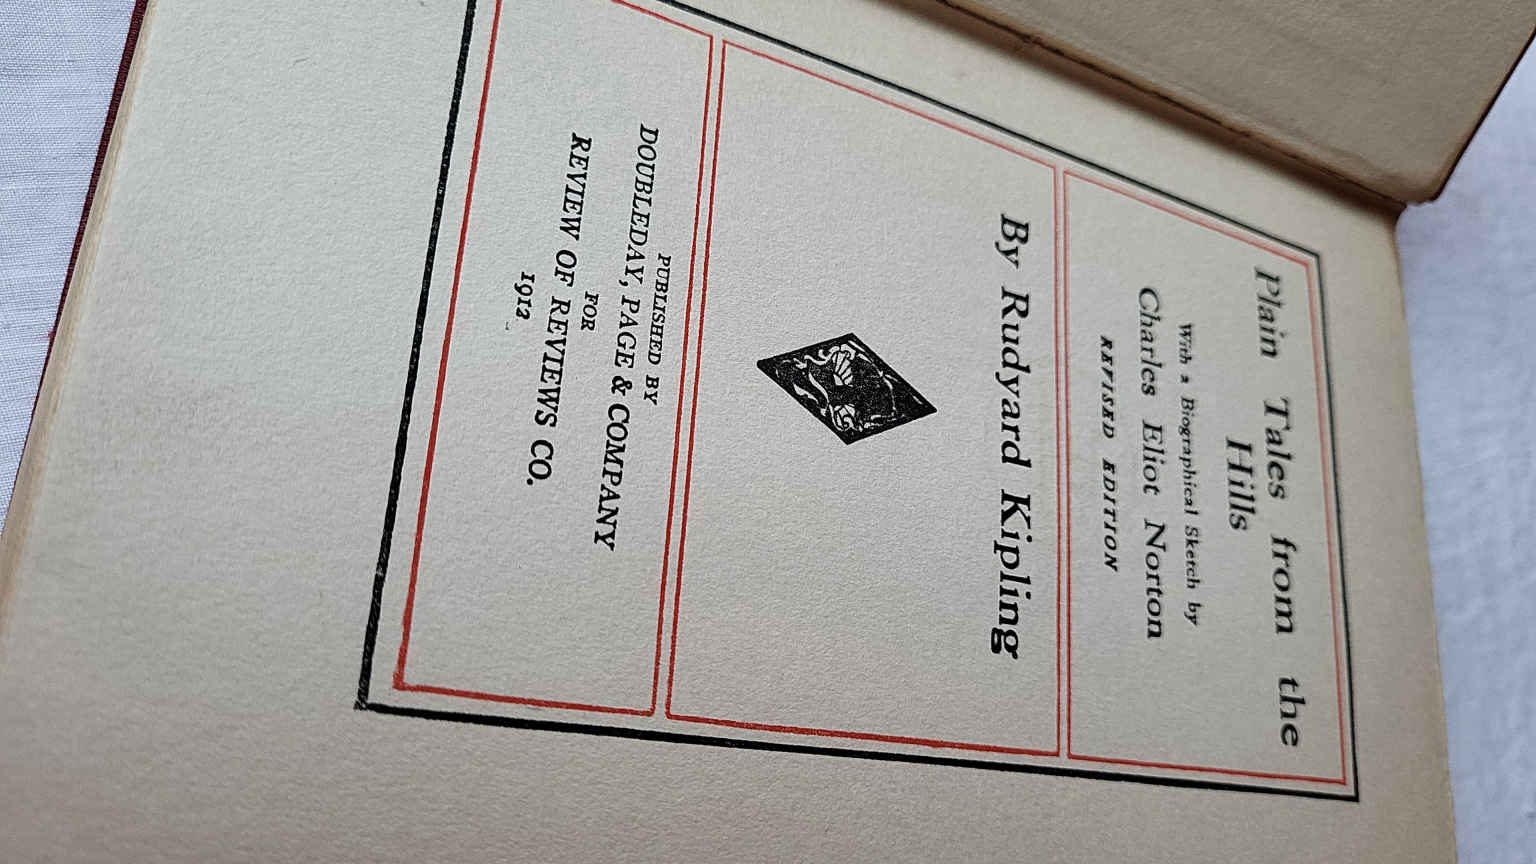 Plain Tales from the
Hills
With a Biographical Sketch by
Charles Eliot Norton
REVISED EDITION
By Rudyard Kipling
PUBLISHED BY
DOUBLEDAY, PAGE & COMPANY
FOR
REVIEW OF REVIEWS CO.
1912